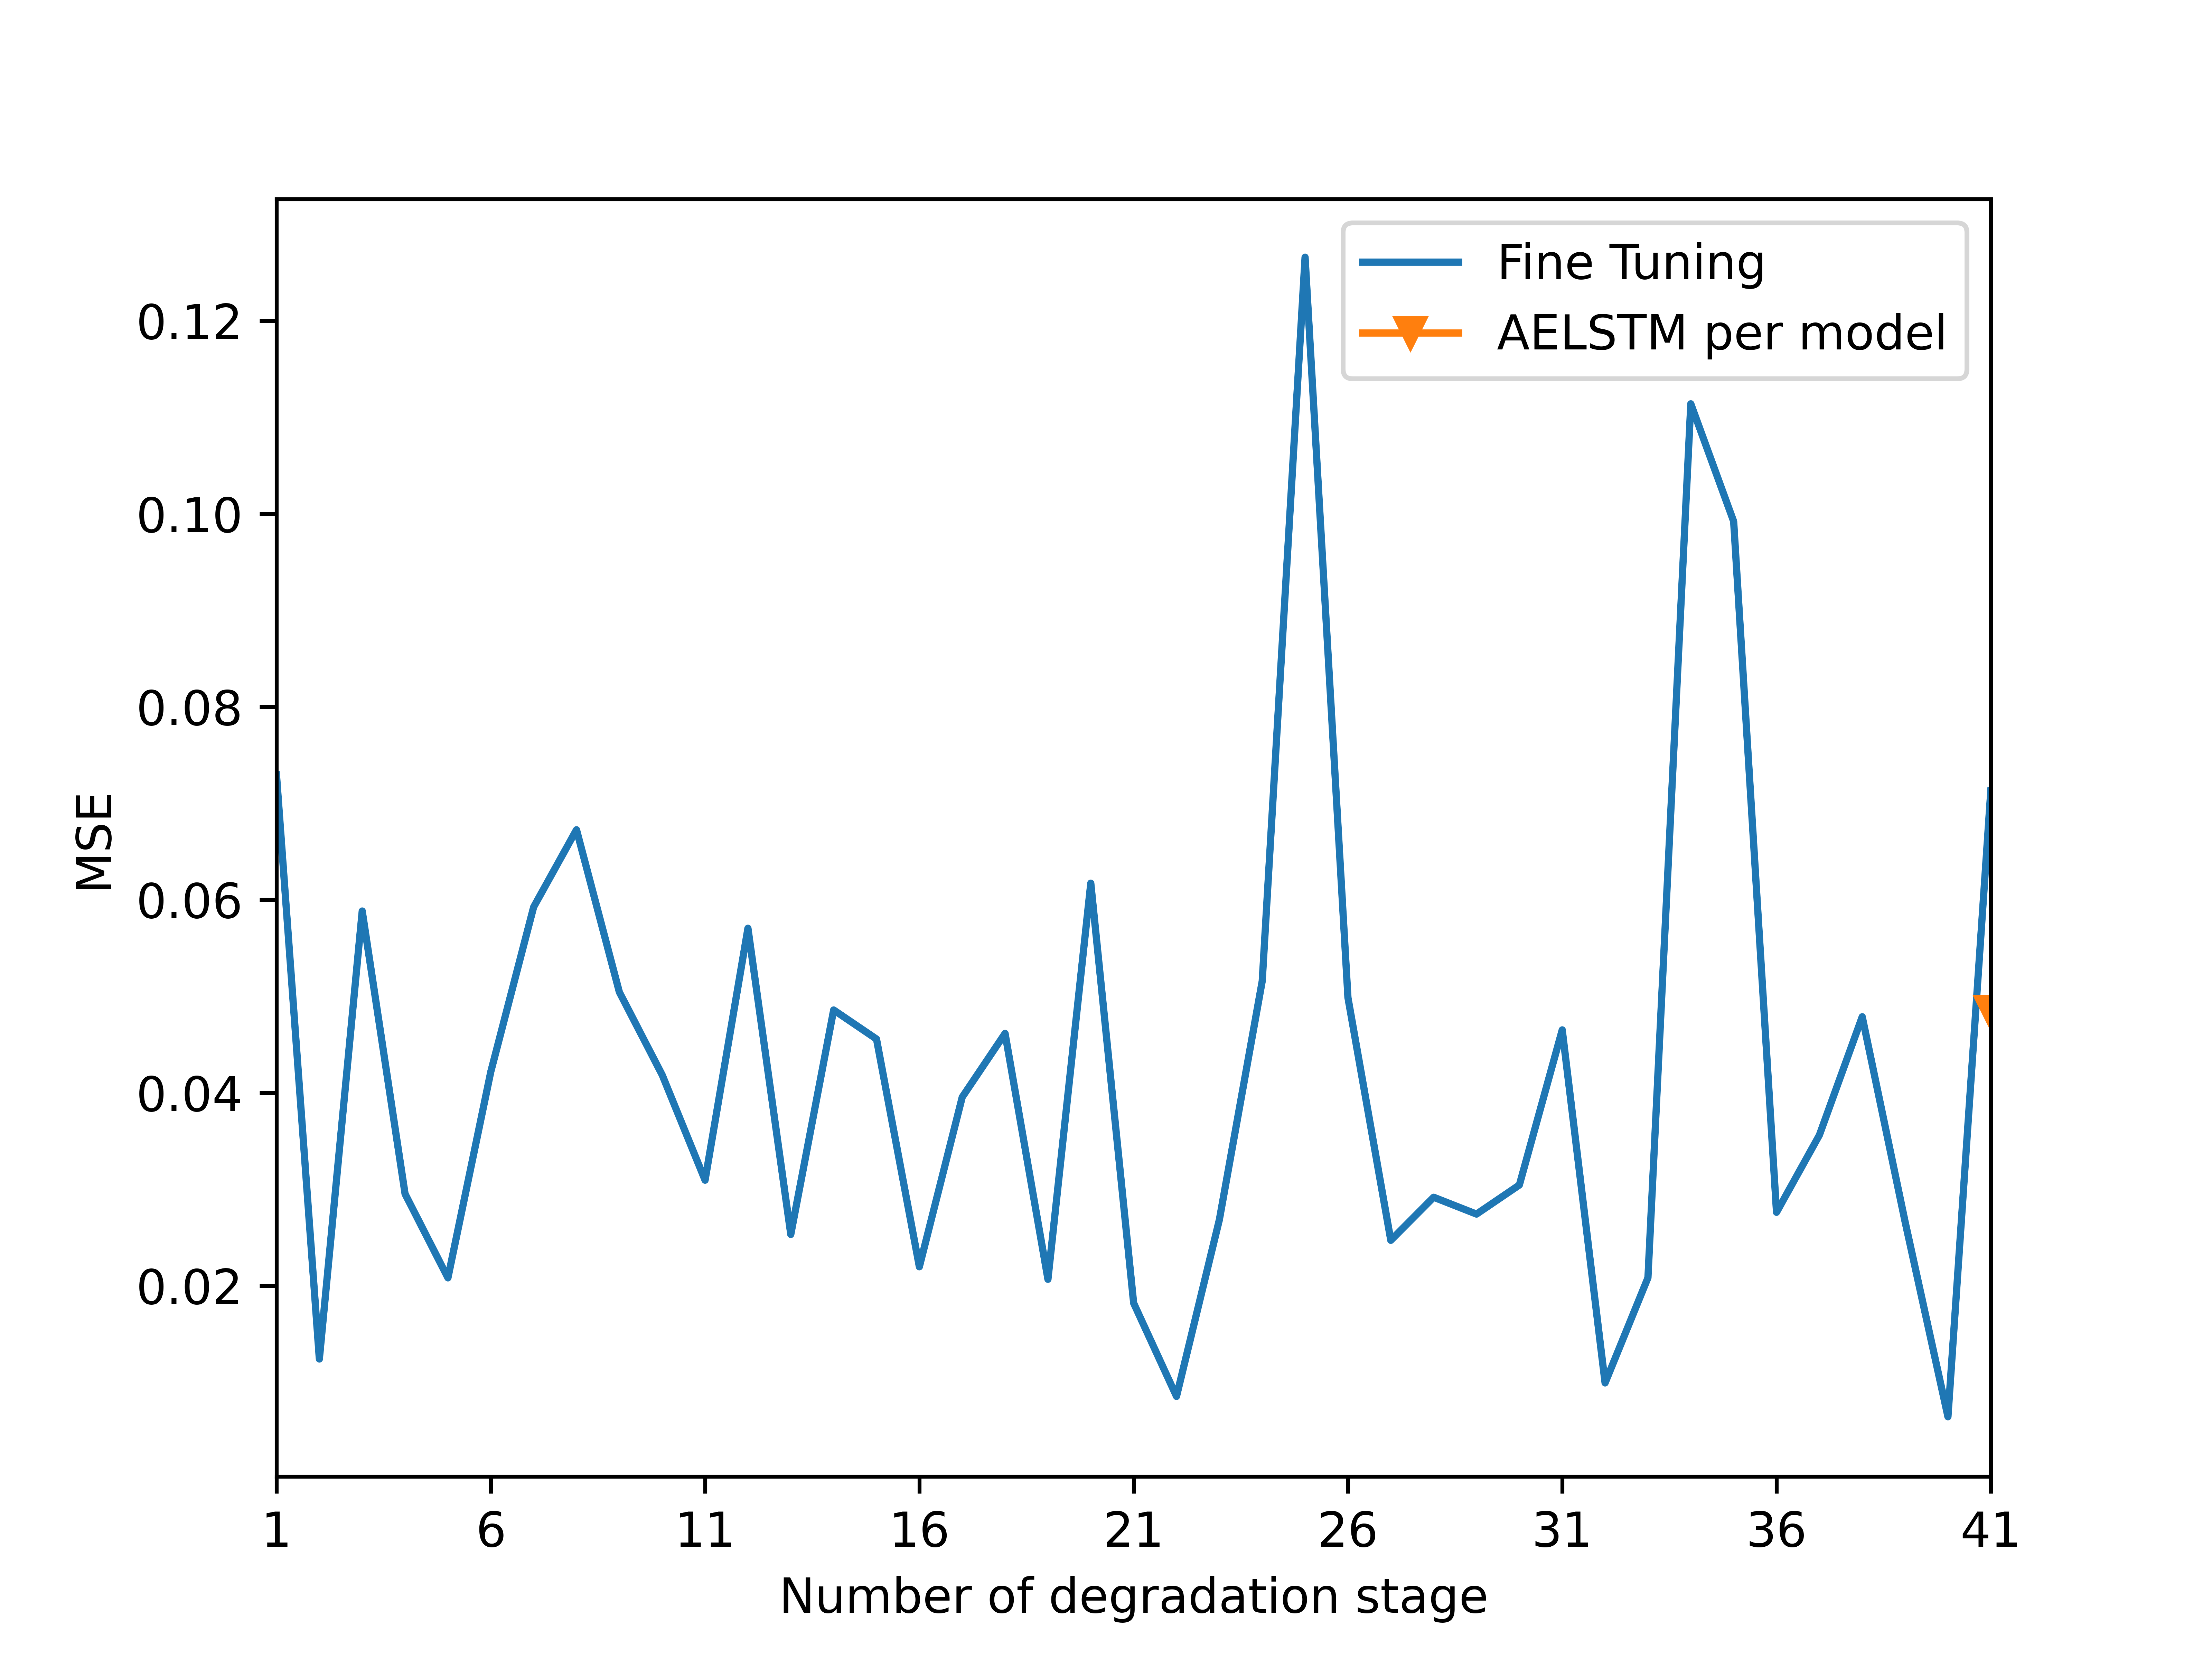 Fine Tuning
AELSTM per model
0.12
0.10
0.08
0.06
0.04
0.02
MSE
1 6 11 16 21 26 31 36 41
Number of degradation stage